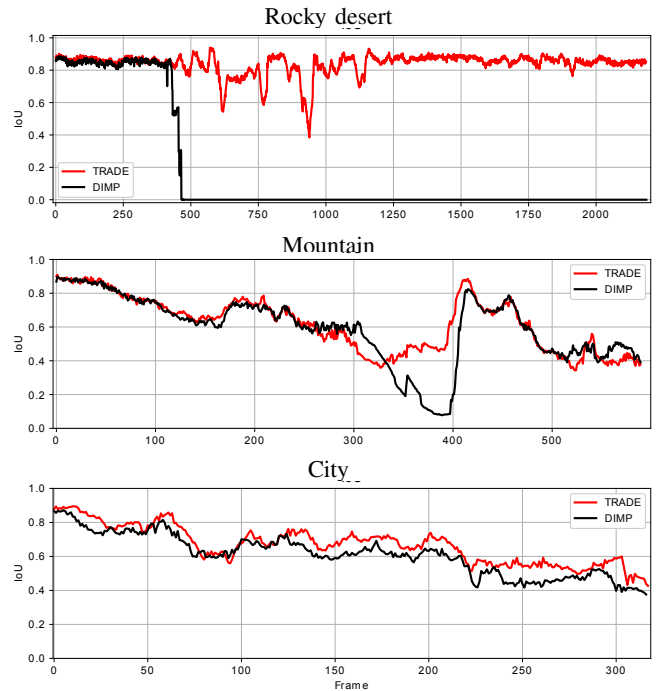 Rocky desert
1.0
0.8
0.6
0.4
0.2
0.0
IoU
TRADE
DIMP
0 250 500 750 1000 1250 1500 1750 2000
Mountain
1.0
0.8
0.6
0.4
0.2
0.0
IoU
TRADE
DIMP
0 100 200 300 400 500
City
1.0
0.8
0.6
0.4
0.2
0.0
IoU
TRADE
DIMP
0 50 100 150 200 250 300
Frame